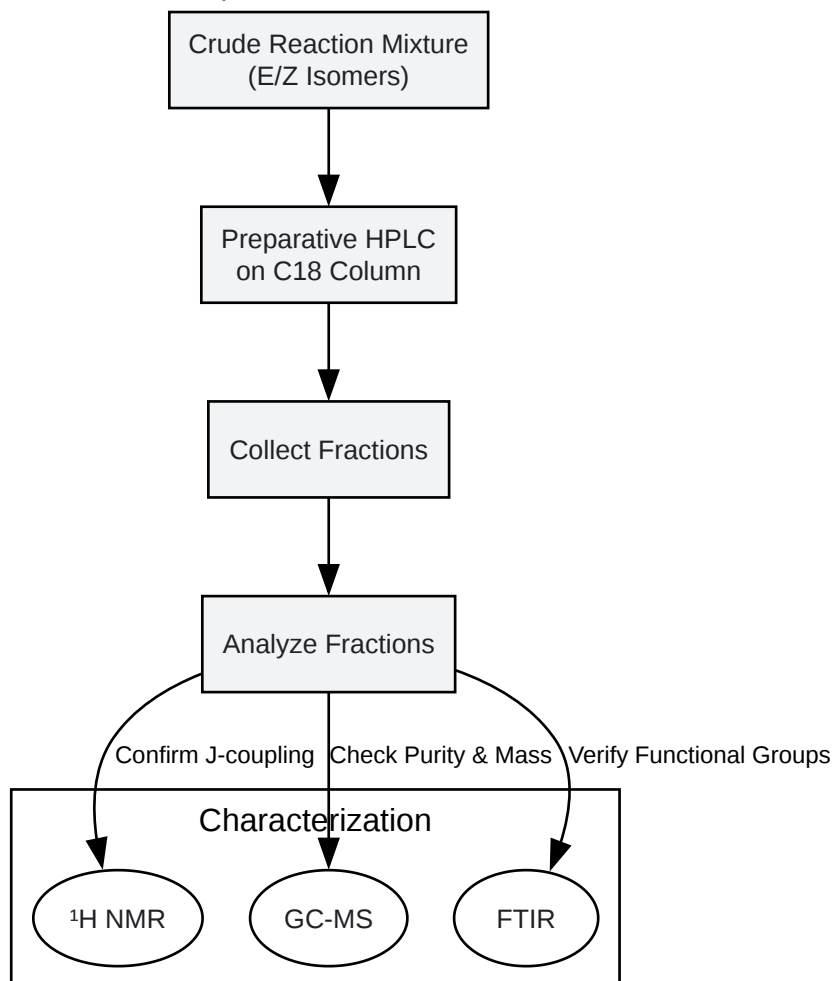 Crude Reaction Mixture
(E/Z Isomers)
Preparative HPLC
on C18 Column
Collect Fractions
Analyze Fractions
Confirm J-coupling
Check Purity & Mass
Verify Functional Groups
Characterization
¹H NMR
GC-MS
FTIR